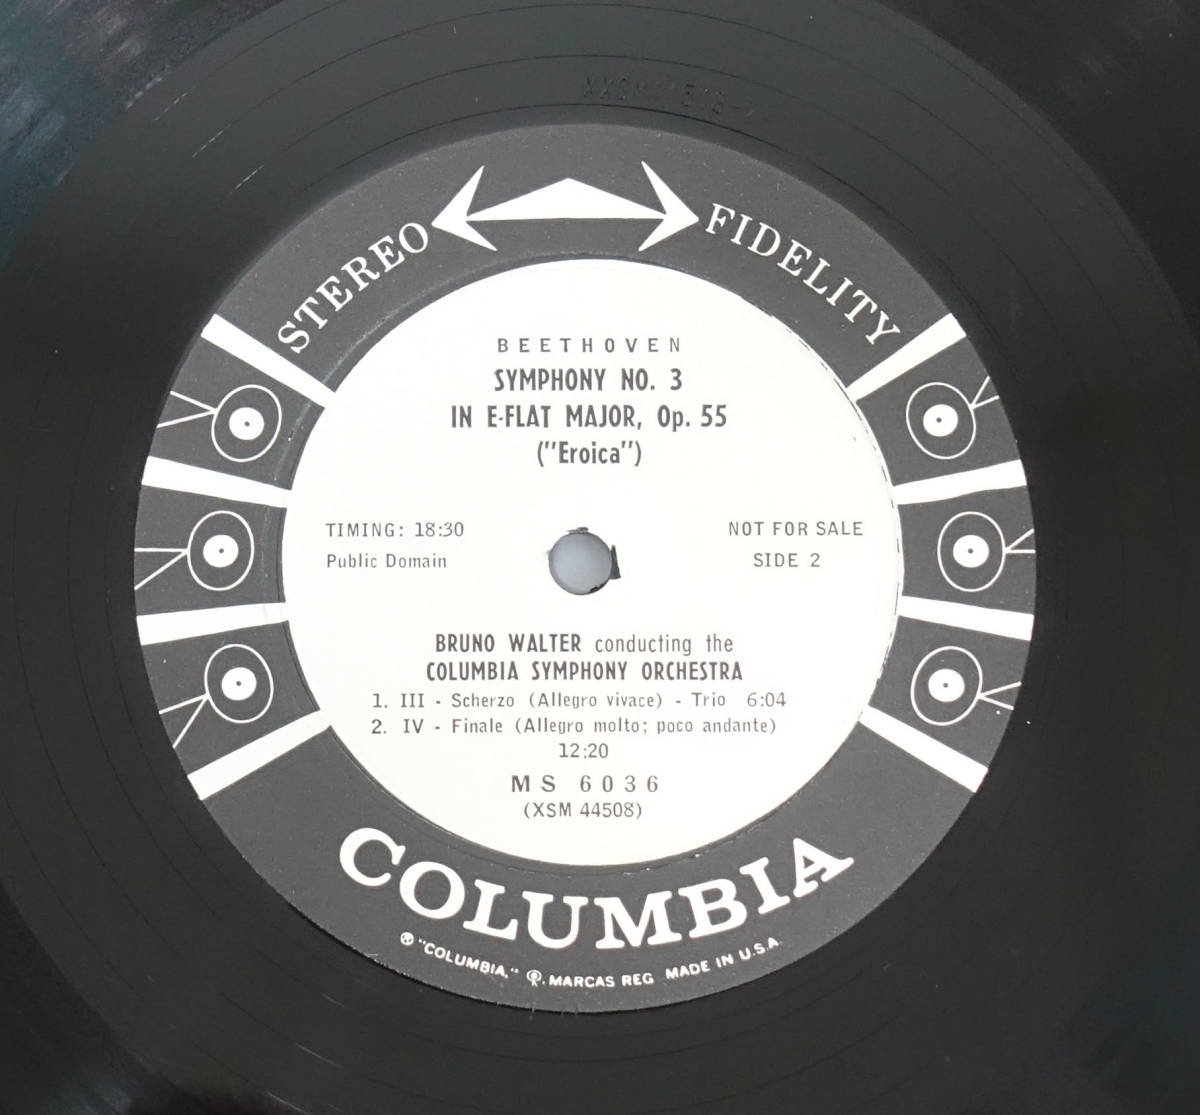 STEREO FIDELITY
BEETHOVEN
SYMPHONY NO. 3
IN E-FLAT MAJOR, Op. 55
("Eroica")
TIMING: 18:30
Public Domain
NOT FOR SALE
SIDE 2
BRUNO WALTER conducting the
COLUMBIA SYMPHONY ORCHESTRA
1. III - Scherzo (Allegro vivace) - Trio 6:04
2. IV - Finale (Allegro molto; poco andante)
12:20
MS 6036
(XSM 44508)
COLUMBIA
"COLUMBIA," MARCAS REG MADE IN U.S.A.